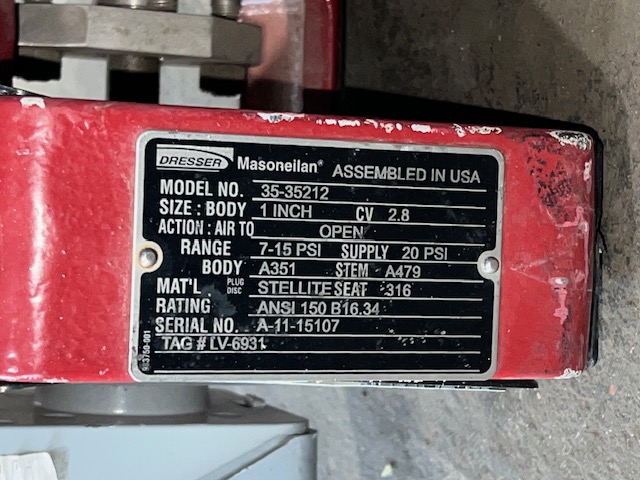 DRESSER Masoneilan® ASSEMBLED IN USA
MODEL NO. 35-35212
SIZE : BODY 1 INCH CV 2.8
ACTION : AIR TO OPEN
RANGE 7-15 PSI SUPPLY 20 PSI
BODY A351 STEM A479
MAT'L PLUG DISC STELLITE SEAT 316
RATING ANSI 150 B16.34
SERIAL NO. A-11-15107
TAG # LV-6931